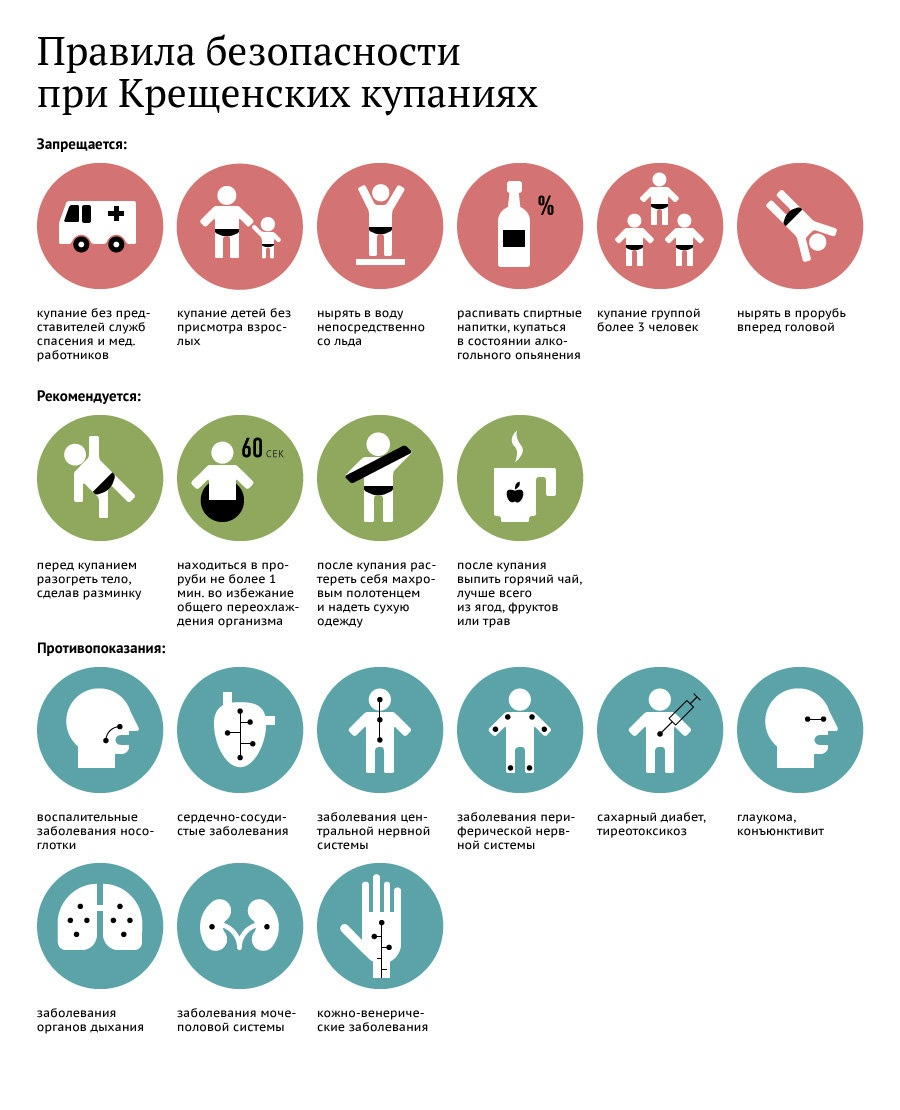 Правила безопасности
при Крещенских купаниях
Запрещается:
%
купание без пред-
ставителей служб
спасения и мед.
работников
купание детей без
присмотра взрос-
лых
нырять в воду
непосредственно
со льда
распивать спиртные
напитки, купаться
в состоянии алко-
гольного опьянения
купание группой
более 3 человек
нырять в прорубь
вперед головой
Рекомендуется:
60 СЕК
перед купанием
разогреть тело,
сделав разминку
находиться в про-
руби не более 1
мин. во избежание
общего переохлаж-
дения организма
после купания рас-
тереть себя махро-
вым полотенцем
и надеть сухую
одежду
после купания
выпить горячий чай,
лучше всего
из ягод, фруктов
или трав
Противопоказания:
воспалительные
заболевания носо-
глотки
сердечно-сосуди-
стые заболевания
заболевания цен-
тральной нервной
системы
заболевания пери-
ферической нерв-
ной системы
сахарный диабет,
тиреотоксикоз
глаукома,
конъюнктивит
заболевания
органов дыхания
заболевания моче-
половой системы
кожно-венериче-
ские заболевания